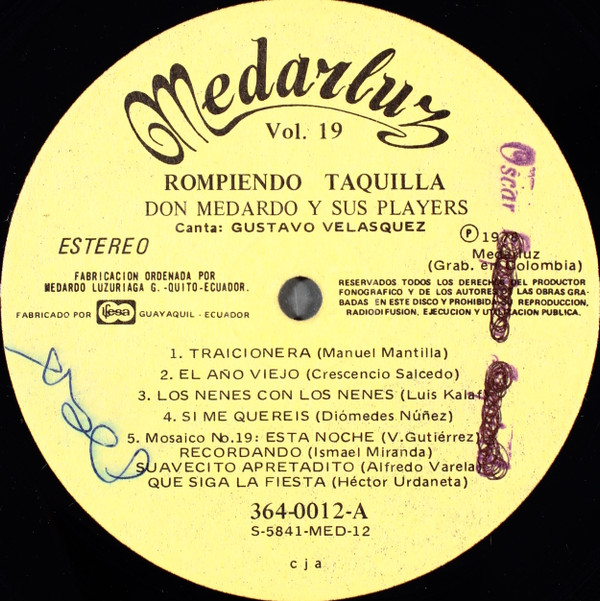 Medarluz
Vol. 19
ROMPIENDO TAQUILLA
DON MEDARDO Y SUS PLAYERS
Canta: GUSTAVO VELASQUEZ
ESTEREO
FABRICACION ORDENADA POR
MEDARDO LUZURIAGA G. -QUITO-ECUADOR.
FABRICADO POR
GUAYAQUIL - ECUADOR
Oscar
Ⓟ 1978
Medarluz
(Grab. en Colombia)
RESERVADOS TODOS LOS DERECHOS DEL PRODUCTOR
FONOGRAFICO Y DE LOS AUTORES LAS OBRAS GRA-
BADAS EN ESTE DISCO Y PROHIBIDA SU REPRODUCCION,
RADIODIFUSION, EJECUCION Y UTILIZACION PUBLICA.
1. TRAICIONERA (Manuel Mantilla)
2. EL AÑO VIEJO (Crescencio Salcedo)
3. LOS NENES CON LOS NENES (Luis Kalaf)
4. SI ME QUEREIS (Diómedes Núñez)
5. Mosaico No.19: ESTA NOCHE (V.Gutiérrez)
RECORDANDO (Ismael Miranda)
SUAVECITO APRETADITO (Alfredo Varela)
QUE SIGA LA FIESTA (Héctor Urdaneta)
364-0012-A
S-5841-MED-12
c j a